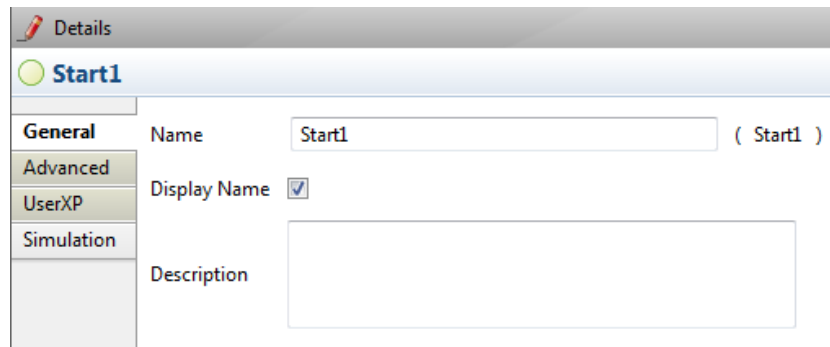 Details
Start1
General
Name Start1 ( Start1 )
Advanced
Display Name
UserXP
Simulation
Description